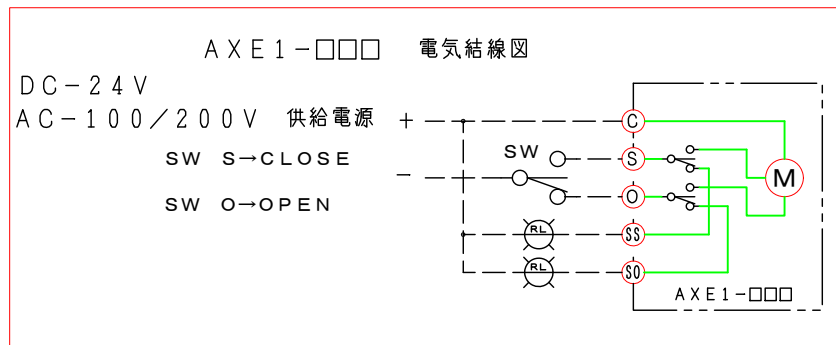 AXE1-□□□ 電気結線図
DC-24V
AC-100/200V 供給電源 +
C
SW S→CLOSE
SW
S
-
M
SW O→OPEN
O
RL
SS
RL
SO
AXE1-□□□